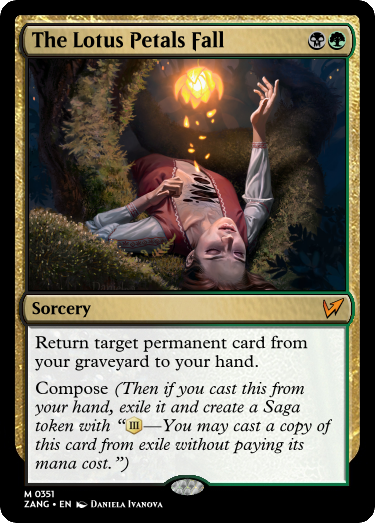 The Lotus Petals Fall
Sorcery
Return target permanent card from
your graveyard to your hand.
Compose (Then if you cast this from
your hand, exile it and create a Saga
token with “III—You may cast a copy of
this card from exile without paying its
mana cost.”)
M 0351
ZANG • EN Daniela Ivanova